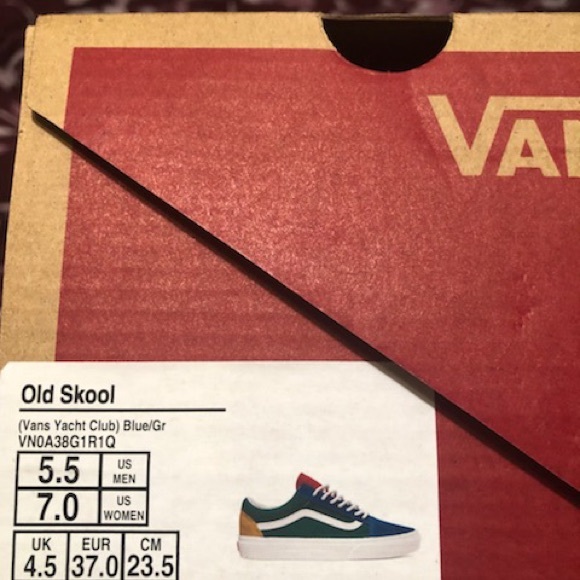 VAN
Old Skool
(Vans Yacht Club) Blue/Gr
VN0A38G1R1Q
5.5 US MEN
7.0 US WOMEN
UK EUR CM
4.5 37.0 23.5